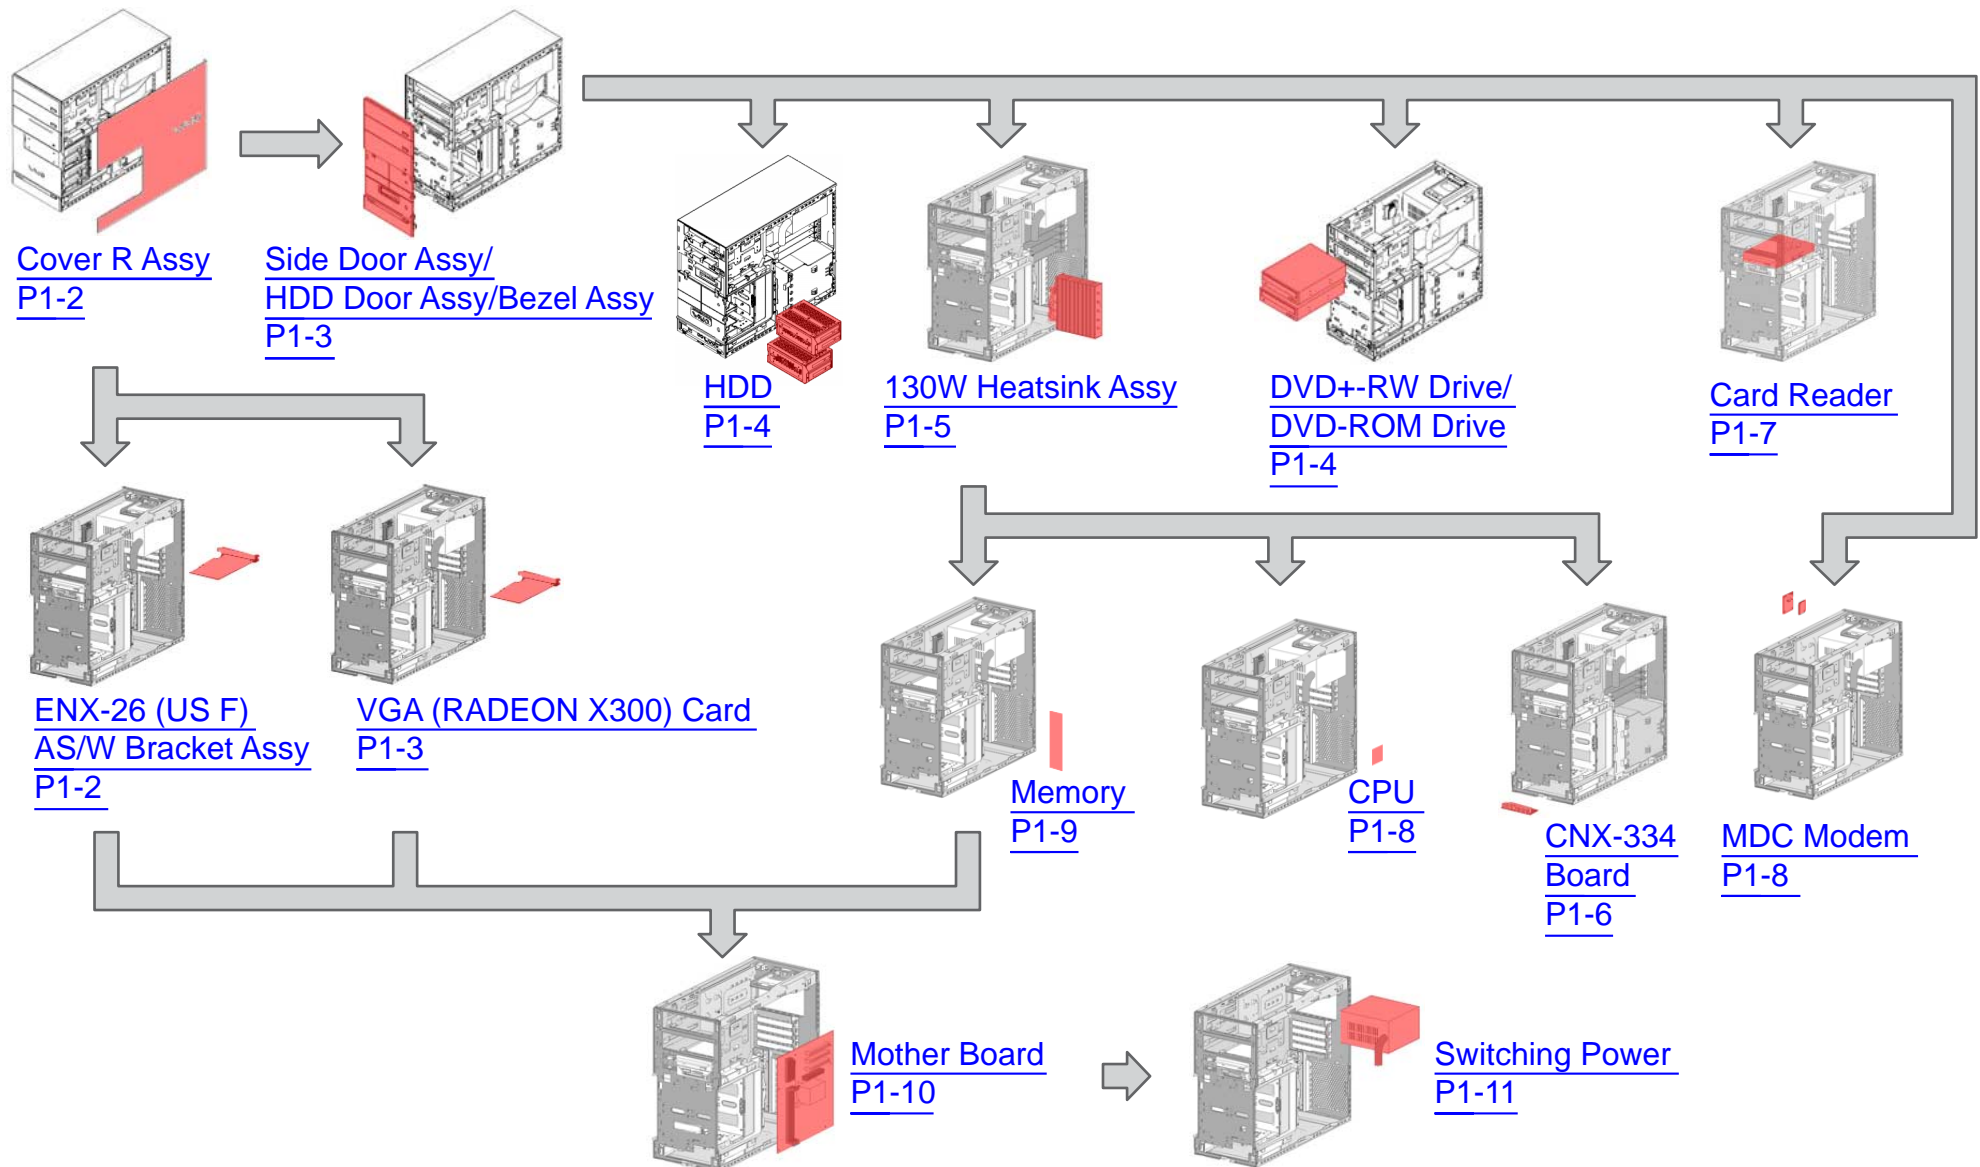 Cover R Assy
P1-2
Side Door Assy/
HDD Door Assy/Bezel Assy
P1-3
HDD
P1-4
130W Heatsink Assy
P1-5
DVD+-RW Drive/
DVD-ROM Drive
P1-4
Card Reader
P1-7
ENX-26 (US F)
AS/W Bracket Assy
P1-2
VGA (RADEON X300) Card
P1-3
Memory
P1-9
CPU
P1-8
CNX-334
Board
P1-6
MDC Modem
P1-8
Mother Board
P1-10
Switching Power
P1-11